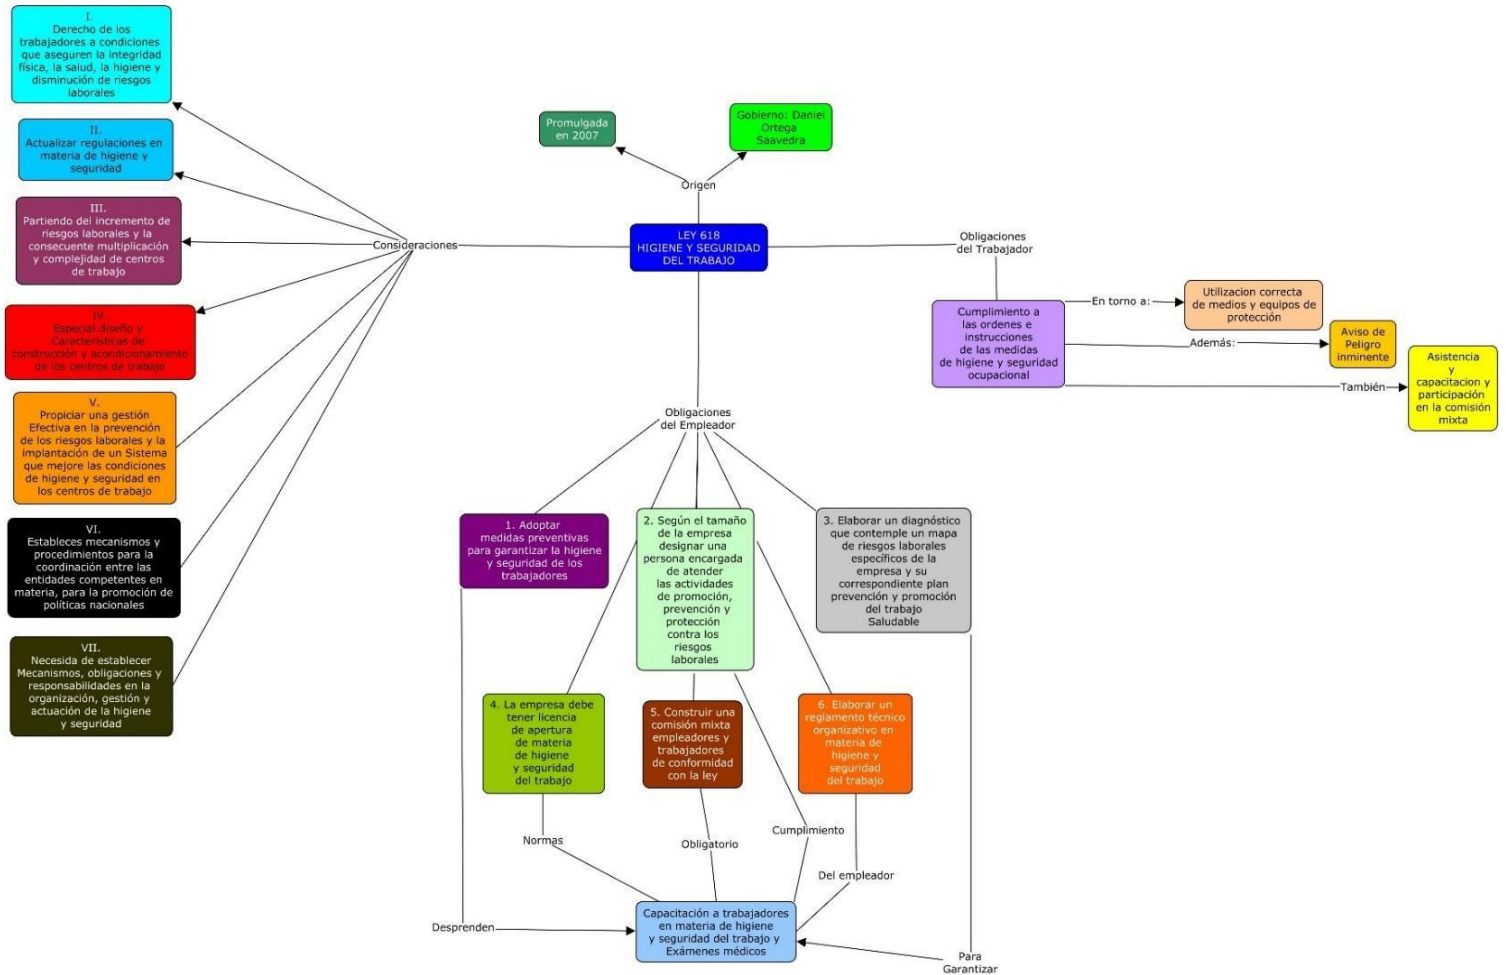 I.
Derecho de los
trabajadores a condiciones
que aseguren la integridad
física, la salud, la higiene y
disminución de riesgos
laborales
II.
Actualizar regulaciones en
materia de higiene y
seguridad
III.
Partiendo del incremento de
riesgos laborales y la
consecuente multiplicación
y complejidad de centros
de trabajo
IV.
Especial diseño y
Características de
construcción y acondicionamiento
de los centros de trabajo
V.
Propiciar una gestión
Efectiva en la prevención
de los riesgos laborales y la
implantación de un Sistema
que mejore las condiciones
de higiene y seguridad en
los centros de trabajo
VI.
Estableces mecanismos y
procedimientos para la
coordinación entre las
entidades competentes en
materia, para la promoción de
políticas nacionales
VII.
Necesida de establecer
Mecanismos, obligaciones y
responsabilidades en la
organización, gestión y
actuación de la higiene
y seguridad
Consideraciones
Promulgada
en 2007
Gobierno: Daniel
Ortega
Saavedra
Origen
LEY 618
HIGIENE Y SEGURIDAD
DEL TRABAJO
Obligaciones
del Trabajador
Cumplimiento a
las ordenes e
instrucciones
de las medidas
de higiene y seguridad
ocupacional
En torno a:
Utilizacion correcta
de medios y equipos de
protección
Además:
Aviso de
Peligro
inminente
También
Asistencia
y
capacitacion y
participación
en la comisión
mixta
Obligaciones
del Empleador
1. Adoptar
medidas preventivas
para garantizar la higiene
y seguridad de los
trabajadores
2. Según el tamaño
de la empresa
designar una
persona encargada
de atender
las actividades
de promoción,
prevención y
protección
contra los
riesgos
laborales
3. Elaborar un diagnóstico
que contemple un mapa
de riesgos laborales
específicos de la
empresa y su
correspondiente plan
prevención y promoción
del trabajo
Saludable
4. La empresa debe
tener licencia
de apertura
de materia
de higiene
y seguridad
del trabajo
5. Construir una
comisión mixta
empleadores y
trabajadores
de conformidad
con la ley
6. Elaborar un
reglamento técnico
organizativo en
materia de
higiene y
seguridad
del trabajo
Normas
Obligatorio
Cumplimiento
Del empleador
Desprenden
Capacitación a trabajadores
en materia de higiene
y seguridad del trabajo y
Exámenes médicos
Para
Garantizar